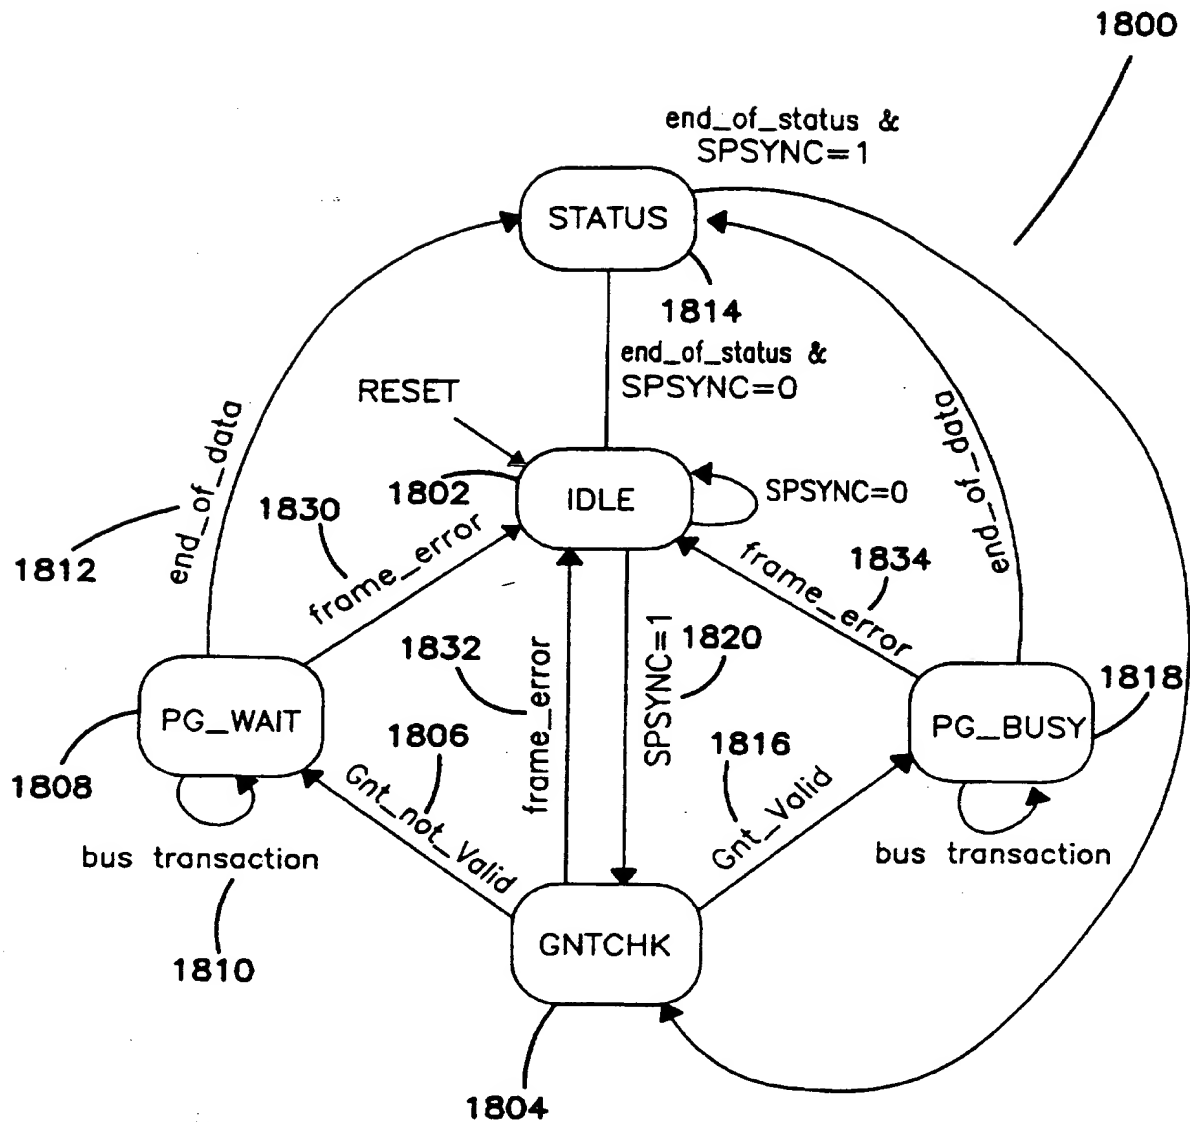 1800
end_of_status &
SPSYNC=1
STATUS
1814
end_of_status &
SPSYNC=0
RESET
end_of_data
end_of_data
1802
IDLE
SPSYNC=0
1830
frame_error
1812
frame_error
1834
1832
frame_error
SPSYNC=1
1820
PG_WAIT
PG_BUSY
1818
1808
1806
Gnt_not_Valid
1816
Gnt_Valid
bus transaction
bus transaction
GNTCHK
1810
1804